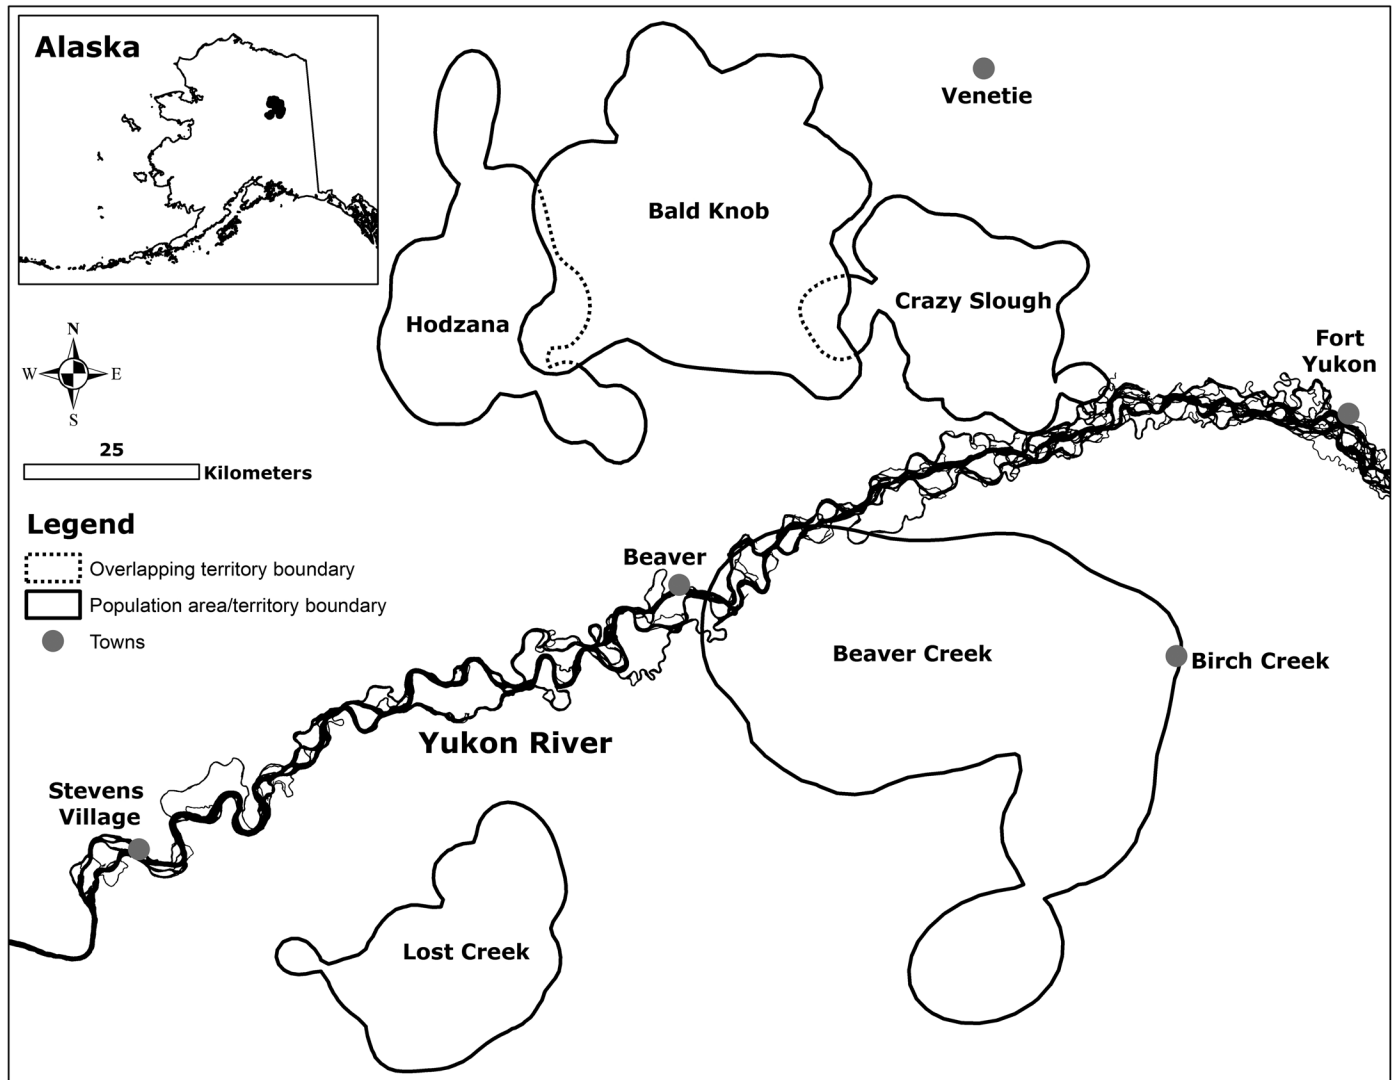 Alaska
Venetie
Bald Knob
Crazy Slough
Hodzana
Fort
Yukon
N
W
E
S
25
Kilometers
Legend
Overlapping territory boundary
Population area/territory boundary
Towns
Beaver
Beaver Creek
Birch Creek
Yukon River
Stevens
Village
Lost Creek